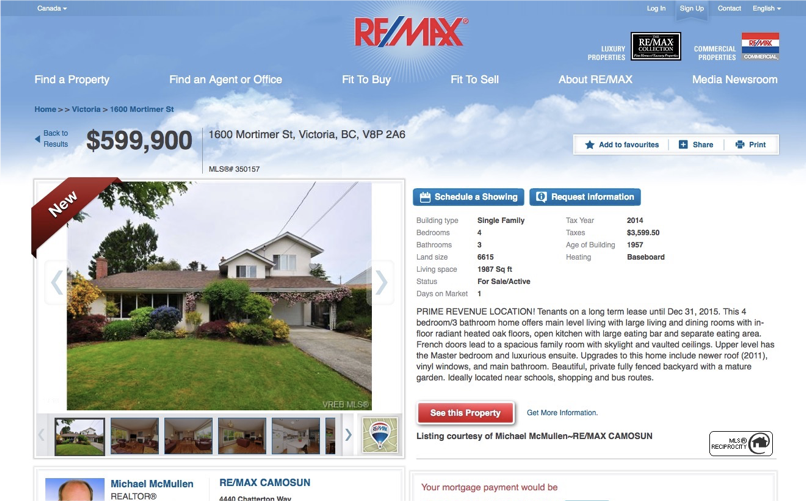 Canada
Log In
Sign Up
Contact
English
RE/MAX®
LUXURY
PROPERTIES
THE
RE/MAX
COLLECTION
COMMERCIAL
PROPERTIES
RE/MAX
COMMERCIAL
Find a Property
Find an Agent or Office
Fit To Buy
Fit To Sell
About RE/MAX
Media Newsroom
Home > > Victoria > 1600 Mortimer St
Back to
Results
$599,900
1600 Mortimer St, Victoria, BC, V8P 2A6
MLS®# 350157
Add to favourites
Share
Print
New
VREB MLS®
Schedule a Showing
Request information
Building type Single Family Tax Year 2014
Bedrooms 4 Taxes $3,599.50
Bathrooms 3 Age of Building 1957
Land size 6615 Heating Baseboard
Living space 1987 Sq ft
Status For Sale/Active
Days on Market 1
PRIME REVENUE LOCATION! Tenants on a long term lease until Dec 31, 2015. This 4
bedroom/3 bathroom home offers main level living with large living and dining rooms with in-
floor radiant heated oak floors, open kitchen with large eating bar and separate eating area.
French doors lead to a spacious family room with skylight and vaulted ceilings. Upper level has
the Master bedroom and luxurious ensuite. Upgrades to this home include newer roof (2011),
vinyl windows, and main bathroom. Beautiful, private fully fenced backyard with a mature
garden. Ideally located near schools, shopping and bus routes.
See this Property
Get More Information.
Listing courtesy of Michael McMullen~RE/MAX CAMOSUN
MLS®
RECIPROCITY
Michael McMullen
REALTOR®
RE/MAX CAMOSUN
4440 Chatterton Way
Your mortgage payment would be